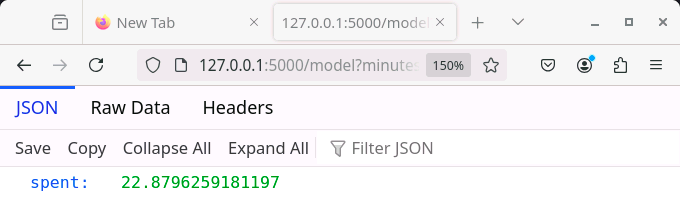 New Tab
127.0.0.1:5000/model
127.0.0.1:5000/model?minutes
150%
JSON Raw Data Headers
Save Copy Collapse All Expand All Filter JSON
spent: 22.8796259181197